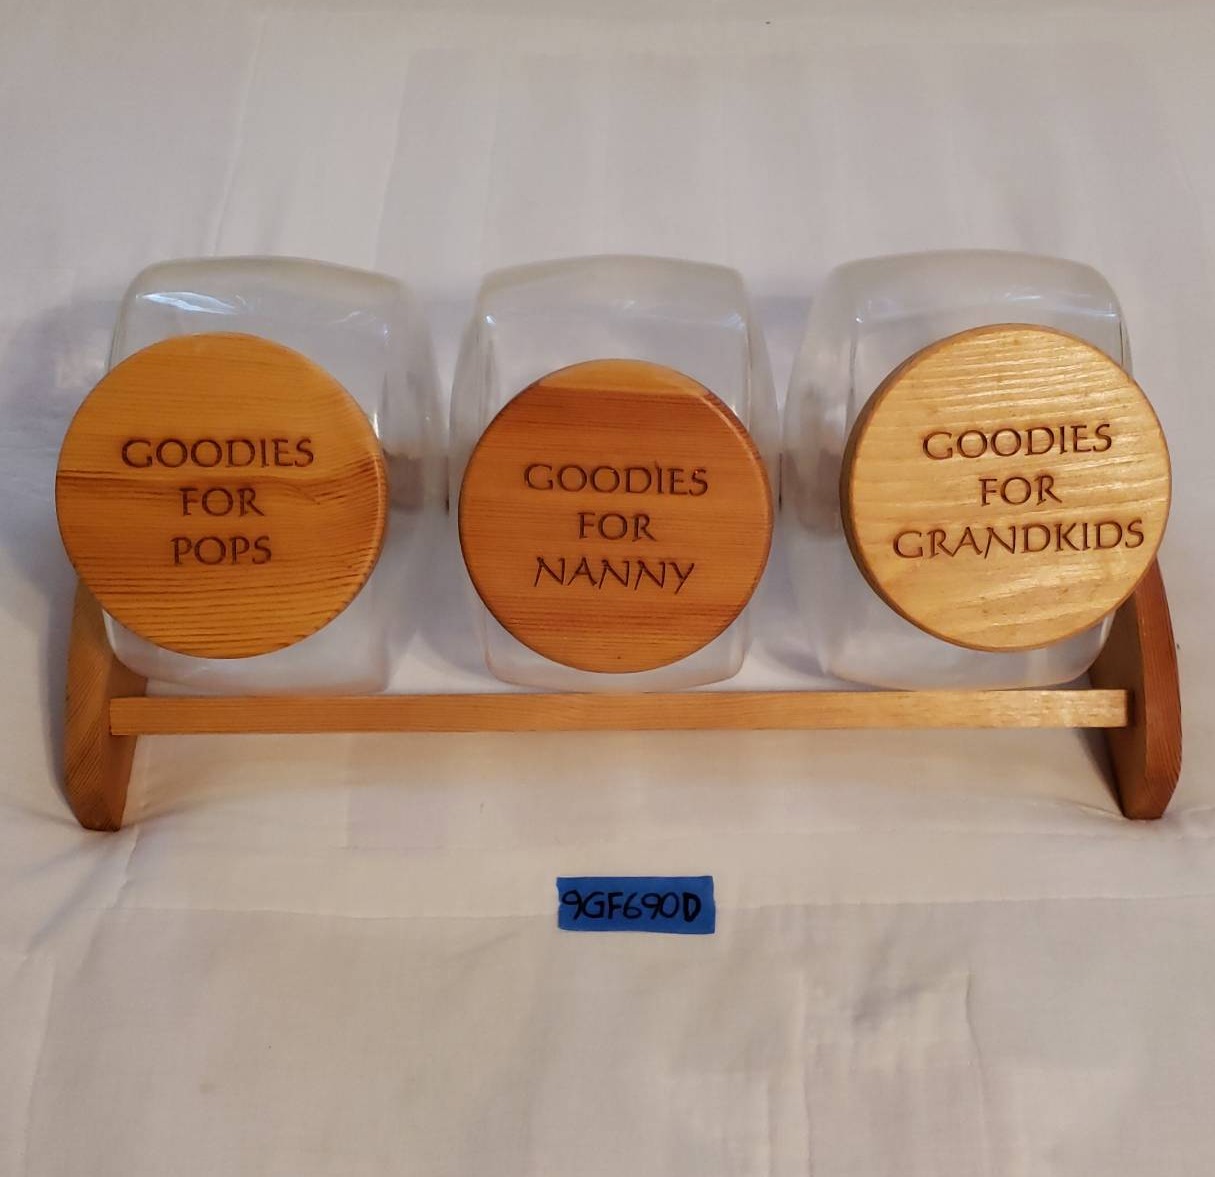 GOODIES
FOR
POPS
GOODIES
FOR
NANNY
GOODIES
FOR
GRANDKIDS
9GF690D